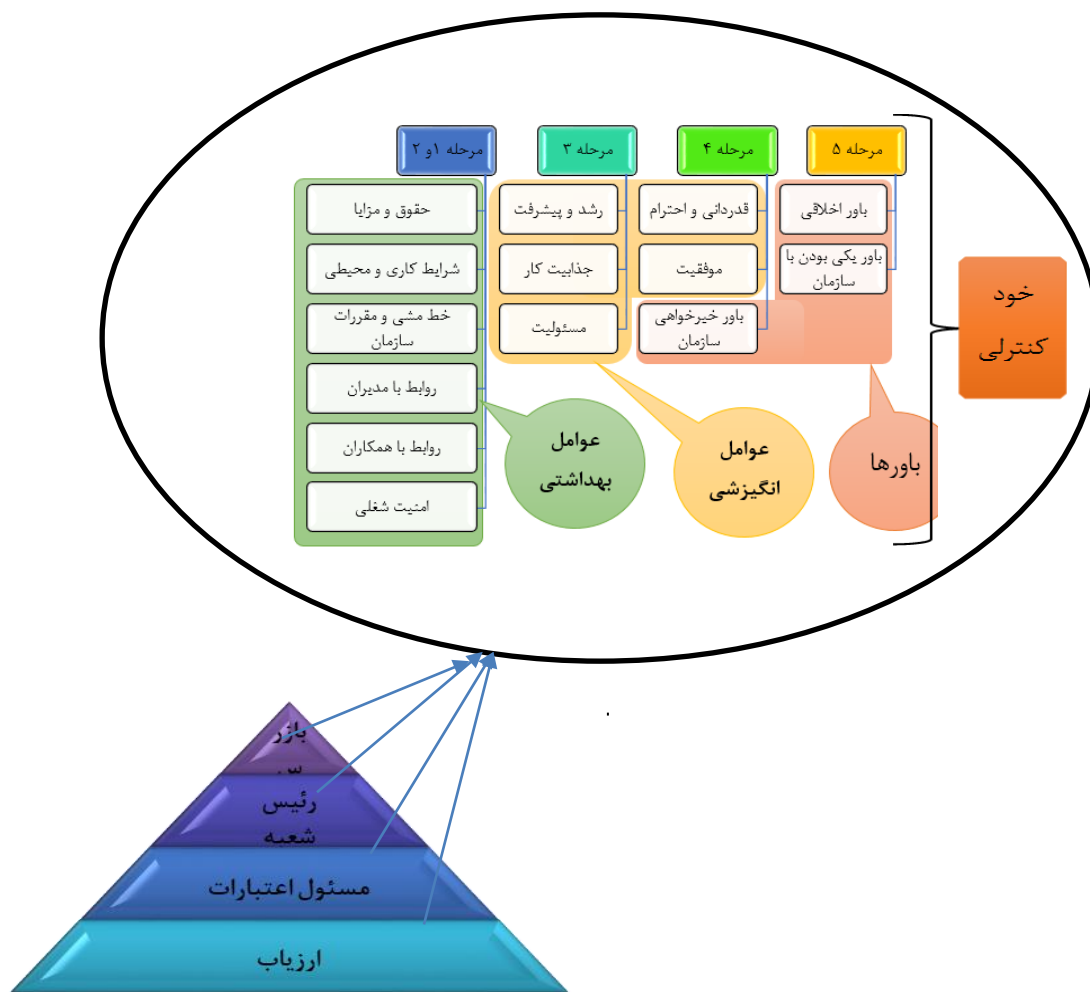 مرحله ۵
باور اخلاقی
باور یکی بودن با
سازمان
مرحله ۴
قدردانی و احترام
موفقیت
باور خیرخواهی
سازمان
مرحله ۳
رشد و پیشرفت
جذابیت کار
مسئولیت
مرحله ۱و ۲
حقوق و مزایا
شرایط کاری و محیطی
خط مشی و مقررات
سازمان
روابط با مدیران
روابط با همکاران
امنیت شغلی
خود
کنترلی
باورها
عوامل
انگیزشی
عوامل
بهداشتی
بازر
س
رئیس
شعبه
مسئول اعتبارات
ارزیاب